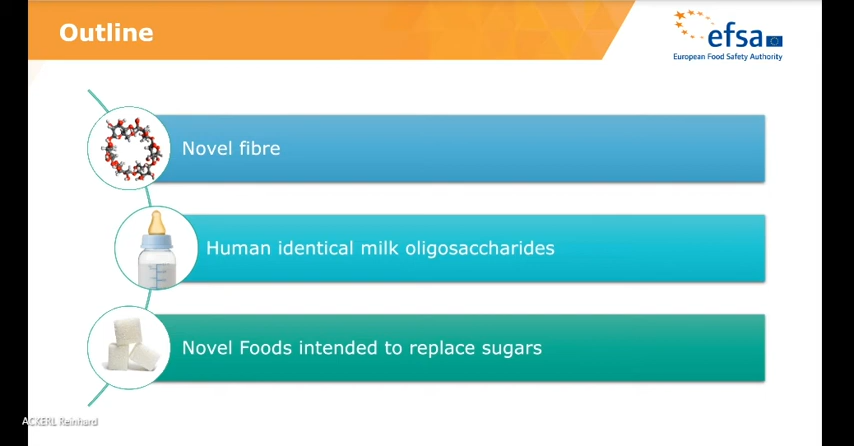 Outline
efsa
European Food Safety Authority
Novel fibre
Human identical milk oligosaccharides
Novel Foods intended to replace sugars
ACKERL Reinhard